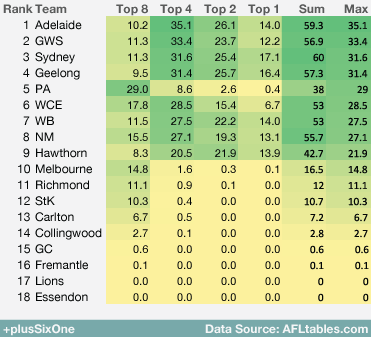 Rank Team Top 8 Top 4 Top 2 Top 1 Sum Max
1 Adelaide 10.2 35.1 26.1 14.0 59.3 35.1
2 GWS 11.3 33.4 23.7 12.2 56.9 33.4
3 Sydney 11.3 31.6 25.4 17.1 60 31.6
4 Geelong 9.5 31.4 25.7 16.4 57.3 31.4
5 PA 29.0 8.6 2.6 0.4 38 29
6 WCE 17.8 28.5 15.4 6.7 53 28.5
7 WB 11.5 27.5 22.2 14.0 53 27.5
8 NM 15.5 27.1 19.3 13.1 55.7 27.1
9 Hawthorn 8.3 20.5 21.9 13.9 42.7 21.9
10 Melbourne 14.8 1.6 0.3 0.1 16.5 14.8
11 Richmond 11.1 0.9 0.1 0.0 12 11.1
12 StK 10.3 0.4 0.0 0.0 10.7 10.3
13 Carlton 6.7 0.5 0.0 0.0 7.2 6.7
14 Collingwood 2.7 0.1 0.0 0.0 2.8 2.7
15 GC 0.6 0.0 0.0 0.0 0.6 0.6
16 Fremantle 0.1 0.0 0.0 0.0 0.1 0.1
17 Lions 0.0 0.0 0.0 0.0 0 0
18 Essendon 0.0 0.0 0.0 0.0 0 0
+plusSixOne Data Source: AFLtables.com